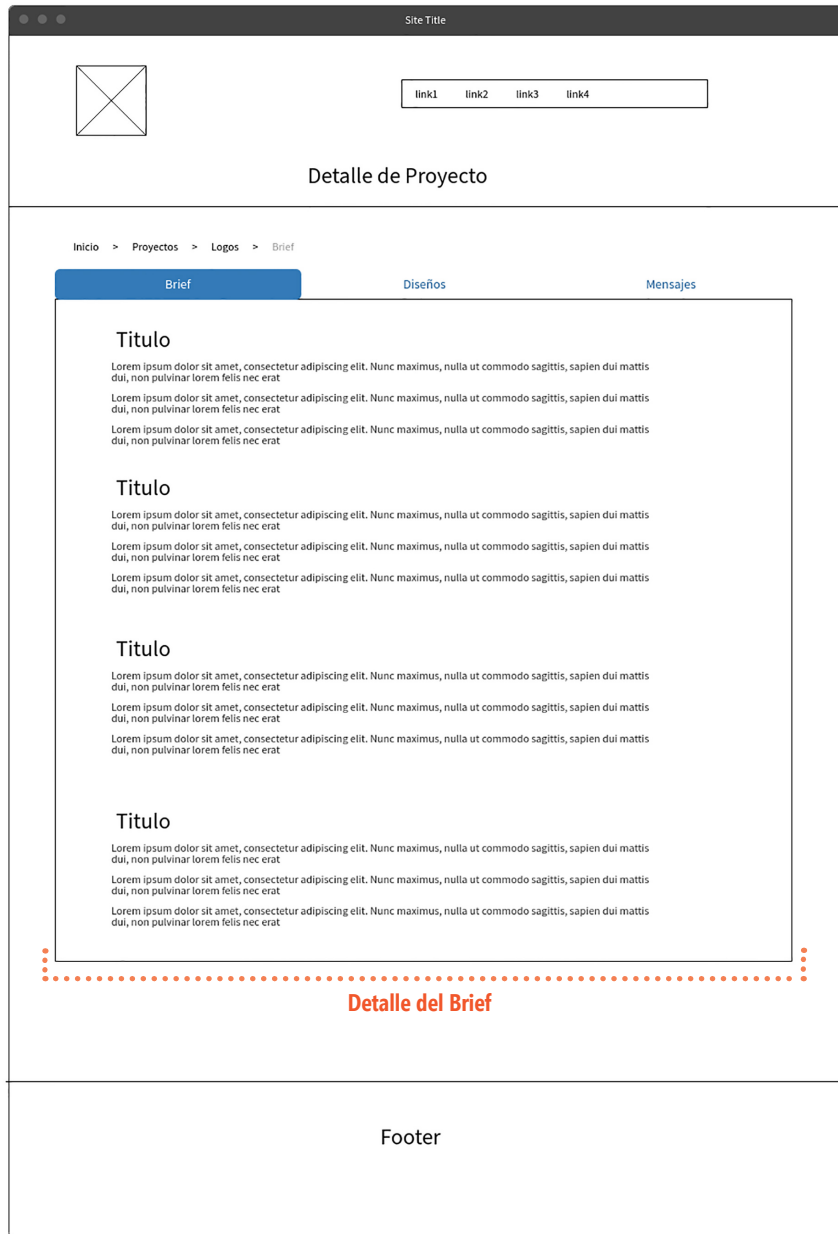 Site Title
link1 link2 link3 link4
Detalle de Proyecto
Inicio > Proyectos > Logos > Brief
Brief Diseños Mensajes
Titulo
Lorem ipsum dolor sit amet, consectetur adipiscing elit. Nunc maximus, nulla ut commodo sagittis, sapien dui mattis
dui, non pulvinar lorem felis nec erat
Lorem ipsum dolor sit amet, consectetur adipiscing elit. Nunc maximus, nulla ut commodo sagittis, sapien dui mattis
dui, non pulvinar lorem felis nec erat
Lorem ipsum dolor sit amet, consectetur adipiscing elit. Nunc maximus, nulla ut commodo sagittis, sapien dui mattis
dui, non pulvinar lorem felis nec erat
Titulo
Lorem ipsum dolor sit amet, consectetur adipiscing elit. Nunc maximus, nulla ut commodo sagittis, sapien dui mattis
dui, non pulvinar lorem felis nec erat
Lorem ipsum dolor sit amet, consectetur adipiscing elit. Nunc maximus, nulla ut commodo sagittis, sapien dui mattis
dui, non pulvinar lorem felis nec erat
Lorem ipsum dolor sit amet, consectetur adipiscing elit. Nunc maximus, nulla ut commodo sagittis, sapien dui mattis
dui, non pulvinar lorem felis nec erat
Titulo
Lorem ipsum dolor sit amet, consectetur adipiscing elit. Nunc maximus, nulla ut commodo sagittis, sapien dui mattis
dui, non pulvinar lorem felis nec erat
Lorem ipsum dolor sit amet, consectetur adipiscing elit. Nunc maximus, nulla ut commodo sagittis, sapien dui mattis
dui, non pulvinar lorem felis nec erat
Lorem ipsum dolor sit amet, consectetur adipiscing elit. Nunc maximus, nulla ut commodo sagittis, sapien dui mattis
dui, non pulvinar lorem felis nec erat
Titulo
Lorem ipsum dolor sit amet, consectetur adipiscing elit. Nunc maximus, nulla ut commodo sagittis, sapien dui mattis
dui, non pulvinar lorem felis nec erat
Lorem ipsum dolor sit amet, consectetur adipiscing elit. Nunc maximus, nulla ut commodo sagittis, sapien dui mattis
dui, non pulvinar lorem felis nec erat
Lorem ipsum dolor sit amet, consectetur adipiscing elit. Nunc maximus, nulla ut commodo sagittis, sapien dui mattis
dui, non pulvinar lorem felis nec erat
Detalle del Brief
Footer